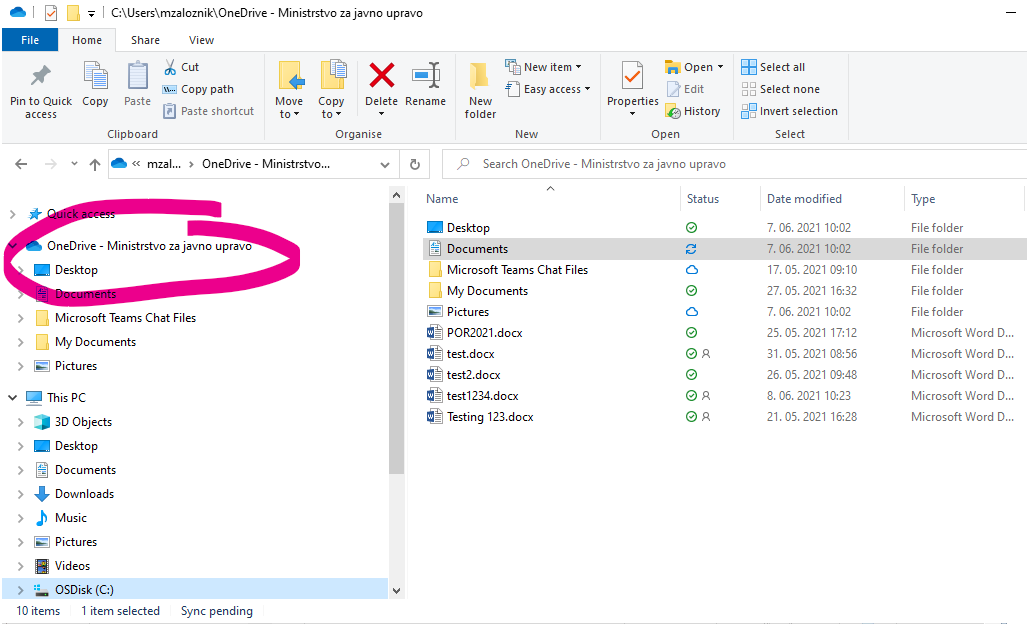 C:\Users\mzaloznik\OneDrive - Ministrstvo za javno upravo
File Home Share View
Pin to Quick access
Copy
Paste
Cut
Copy path
Paste shortcut
Clipboard
Move to
Copy to
Delete
Rename
Organise
New folder
New item
Easy access
New
Properties
Open
Edit
History
Open
Select all
Select none
Invert selection
Select
« mzal... › OneDrive - Ministrstvo...
Search OneDrive - Ministrstvo za javno upravo
Quick access
OneDrive - Ministrstvo za javno upravo
Desktop
Documents
Microsoft Teams Chat Files
My Documents
Pictures
This PC
3D Objects
Desktop
Documents
Downloads
Music
Pictures
Videos
OSDisk (C:)
Name Status Date modified Type
Desktop 7. 06. 2021 10:02 File folder
Documents 7. 06. 2021 10:02 File folder
Microsoft Teams Chat Files 17. 05. 2021 09:10 File folder
My Documents 27. 05. 2021 16:32 File folder
Pictures 7. 06. 2021 10:02 File folder
POR2021.docx 25. 05. 2021 17:12 Microsoft Word D...
test.docx 31. 05. 2021 08:56 Microsoft Word D...
test2.docx 26. 05. 2021 09:48 Microsoft Word D...
test1234.docx 8. 06. 2021 10:23 Microsoft Word D...
Testing 123.docx 21. 05. 2021 16:28 Microsoft Word D...
10 items 1 item selected Sync pending